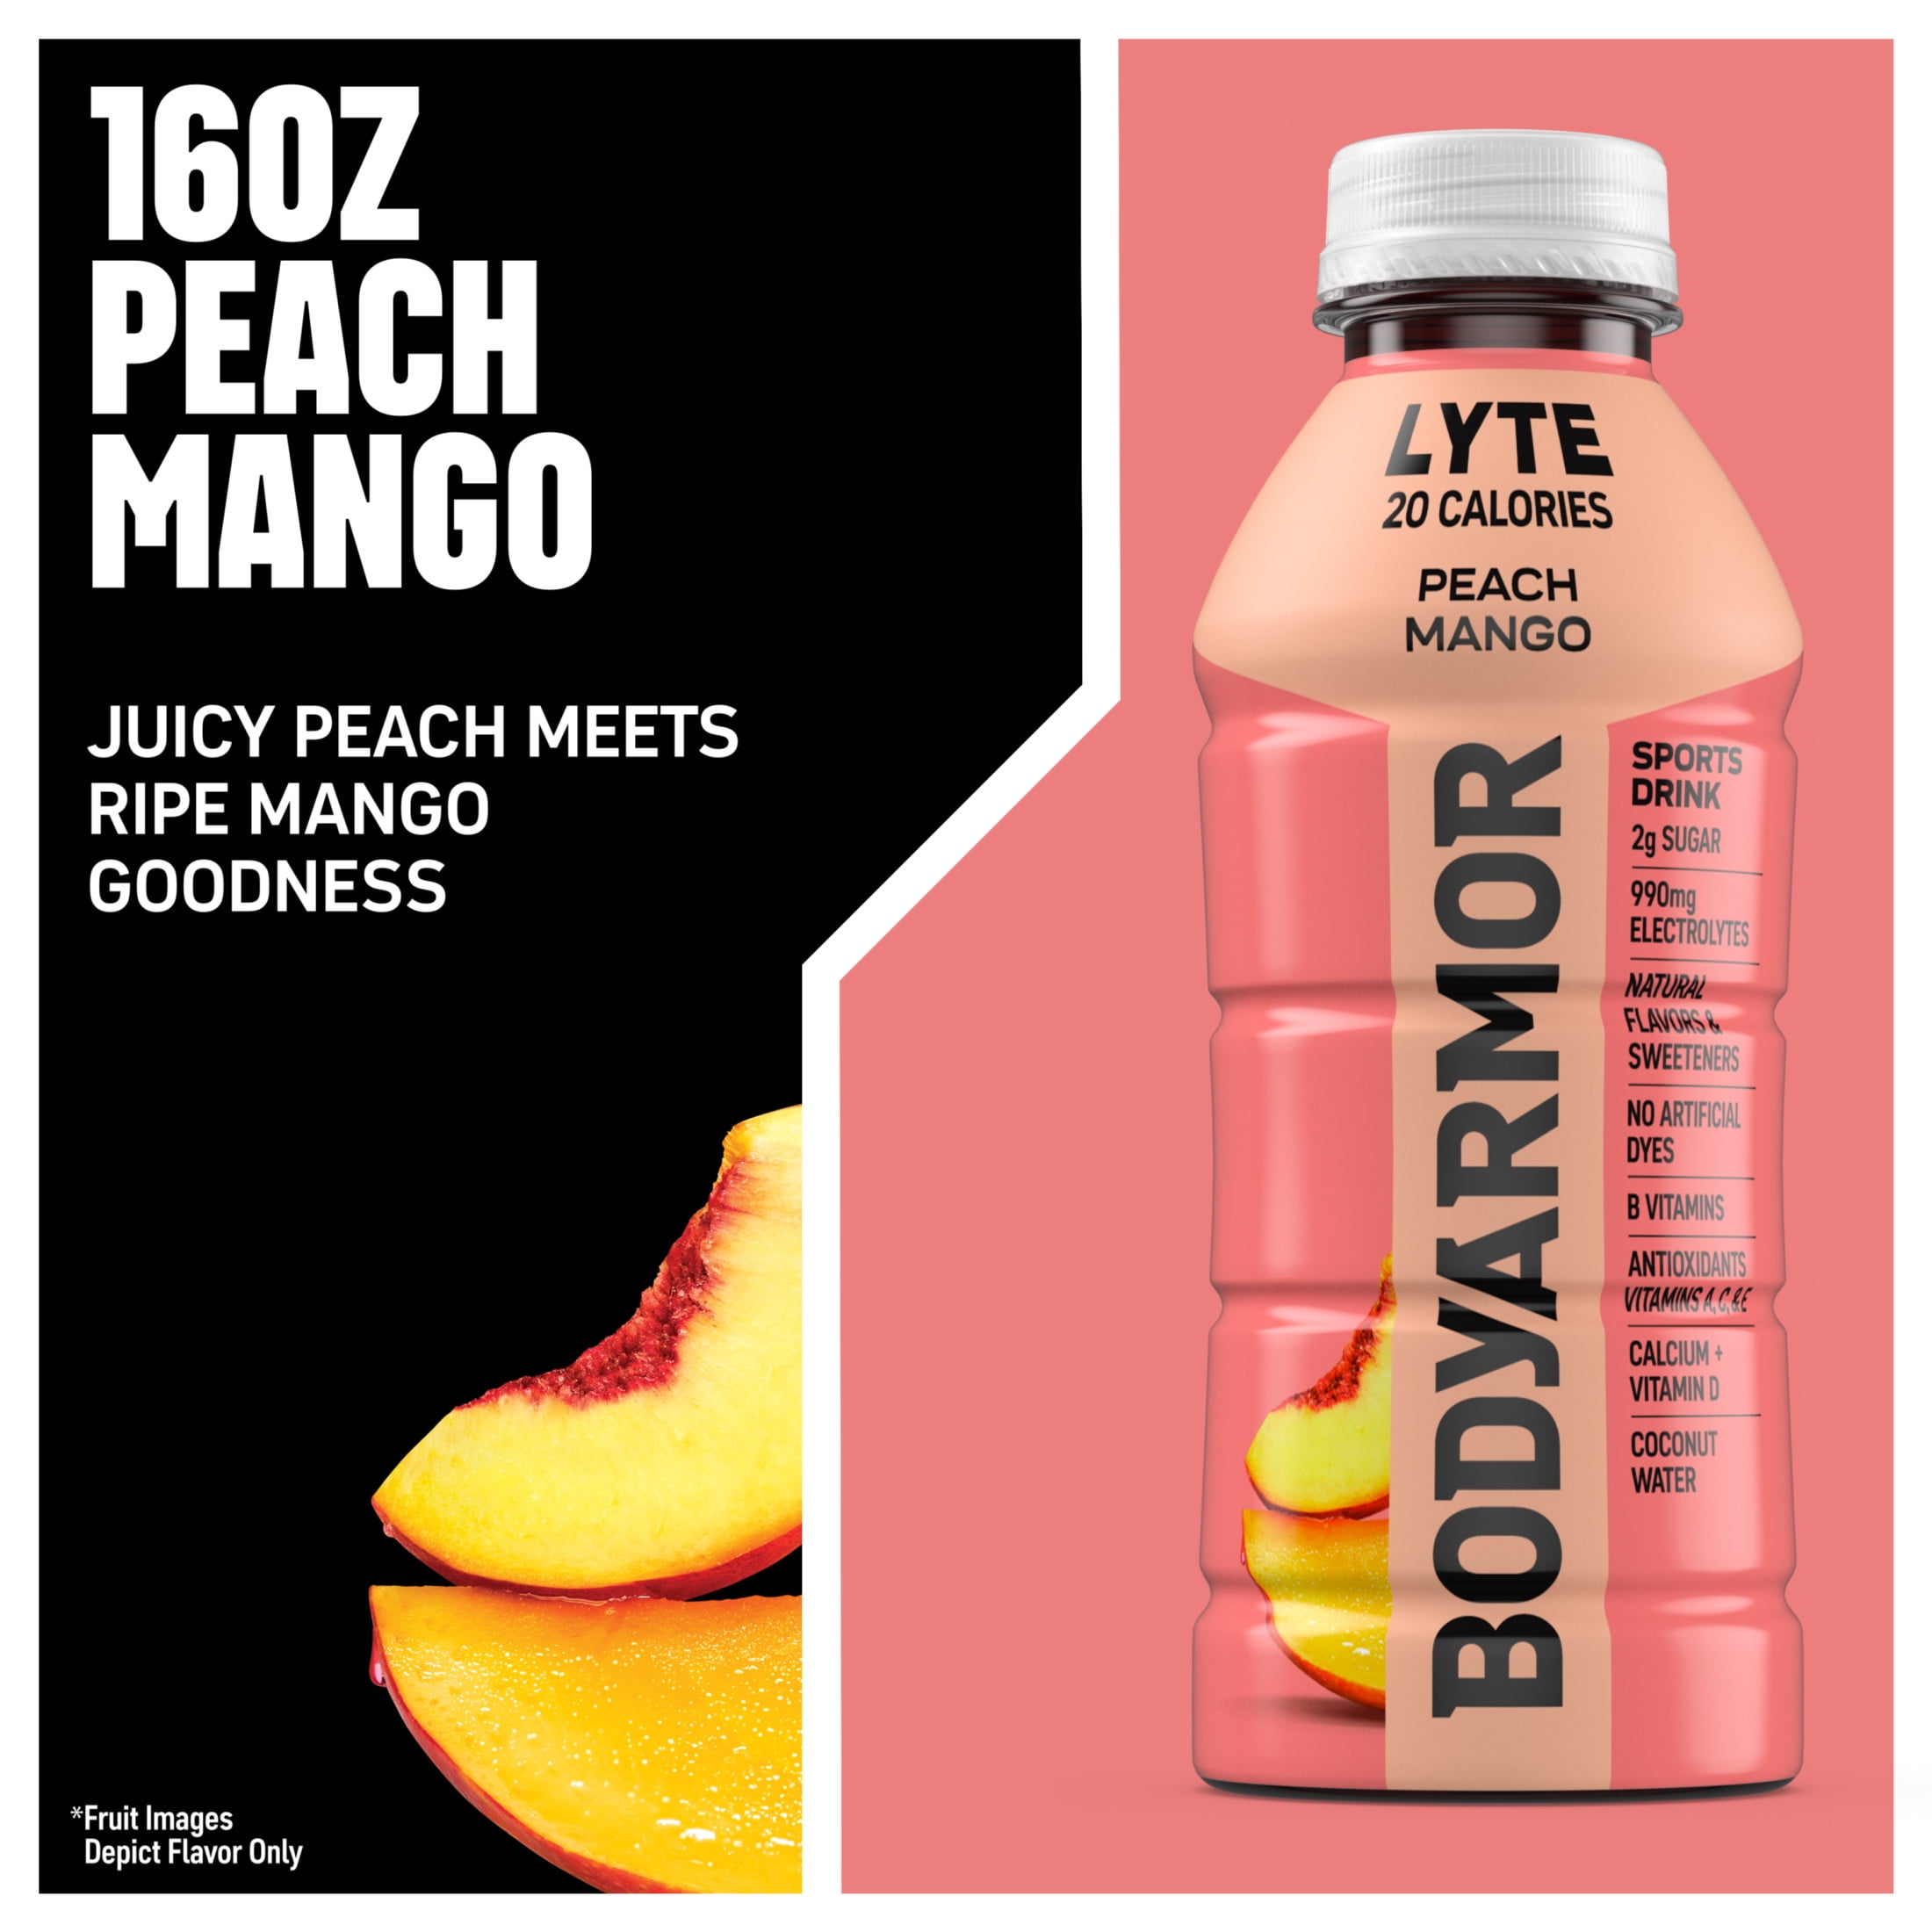 16OZ
PEACH
MANGO
JUICY PEACH MEETS
RIPE MANGO
GOODNESS
*Fruit Images
Depict Flavor Only
LYTE
20 CALORIES
PEACH
MANGO
BODYARMOR
SPORTS
DRINK
2g SUGAR
990mg
ELECTROLYTES
NATURAL
FLAVORS &
SWEETENERS
NO ARTIFICIAL
DYES
B VITAMINS
ANTIOXIDANTS
VITAMINS A, C, & E
CALCIUM +
VITAMIN D
COCONUT
WATER